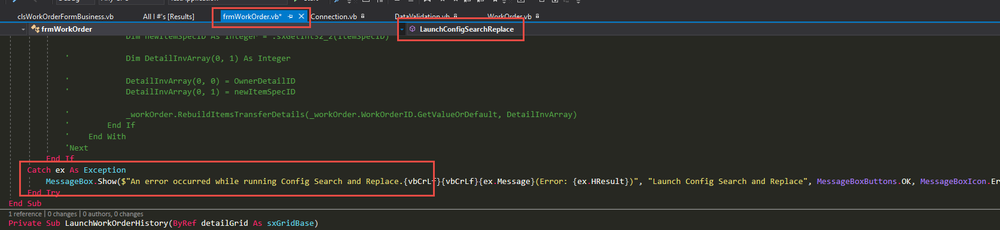 Debug
Start
clsWorkOrderFormBusiness.vb All I #'s [Results] frmWorkOrder.vb* Connection.vb DataValidation.vb WorkOrder.vb
frmWorkOrder LaunchConfigSearchReplace
Dim newItemSpecID As Integer = .sxGetInt32_2(ItemSpecID)
' Dim DetailInvArray(0, 1) As Integer
' DetailInvArray(0, 0) = OwnerDetailID
' DetailInvArray(0, 1) = newItemSpecID
' _workOrder.RebuildItemsTransferDetails(_workOrder.WorkOrderID.GetValueOrDefault, DetailInvArray)
' End If
' End With
'Next
End If
Catch ex As Exception
MessageBox.Show($"An error occurred while running Config Search and Replace.{vbCrLf}{vbCrLf}{ex.Message}(Error: {ex.HResult})", "Launch Config Search and Replace", MessageBoxButtons.OK, MessageBoxIcon.Er
End Try
End Sub
1 reference | 0 changes | 0 authors, 0 changes
Private Sub LaunchWorkOrderHistory(ByRef detailGrid As sxGridBase)